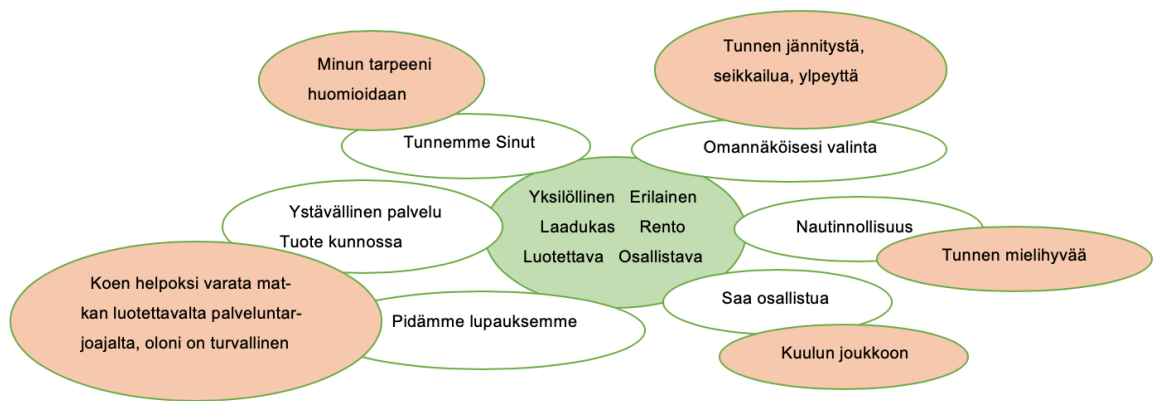 Minun tarpeeni
huomioidaan
Tunnen jännitystä,
seikkailua, ylpeyttä
Tunnemme Sinut
Omannäköisesi valinta
Yksilöllinen Erilainen
Laadukas Rento
Luotettava Osallistava
Ystävällinen palvelu
Tuote kunnossa
Nautinnollisuus
Tunnen mielihyvää
Koen helpoksi varata mat-
kan luotettavalta palveluntar-
joajalta, oloni on turvallinen
Pidämme lupauksemme
Saa osallistua
Kuulun joukkoon